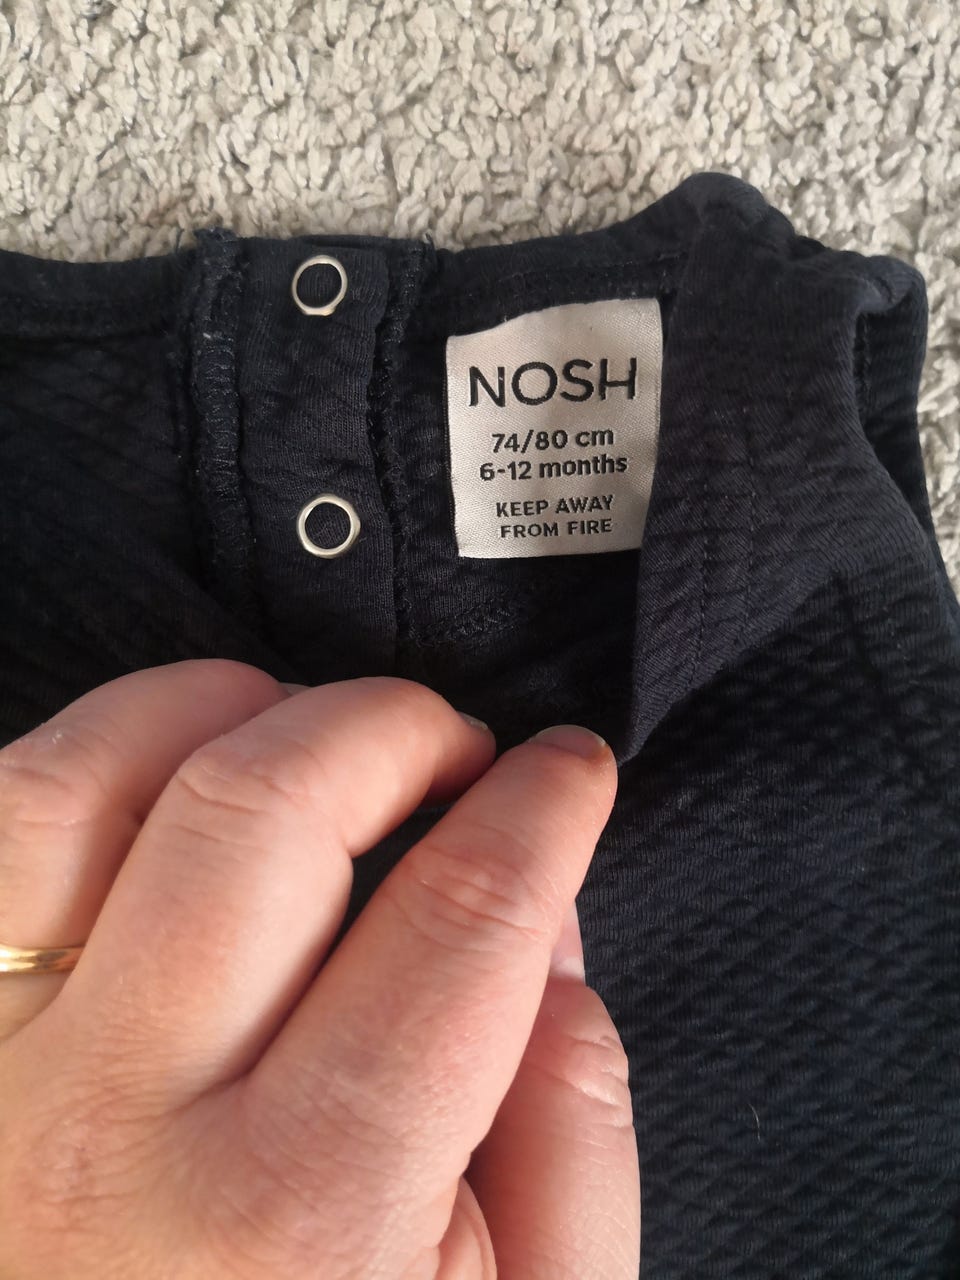 NOSH
74/80 cm
6-12 months
KEEP AWAY
FROM FIRE